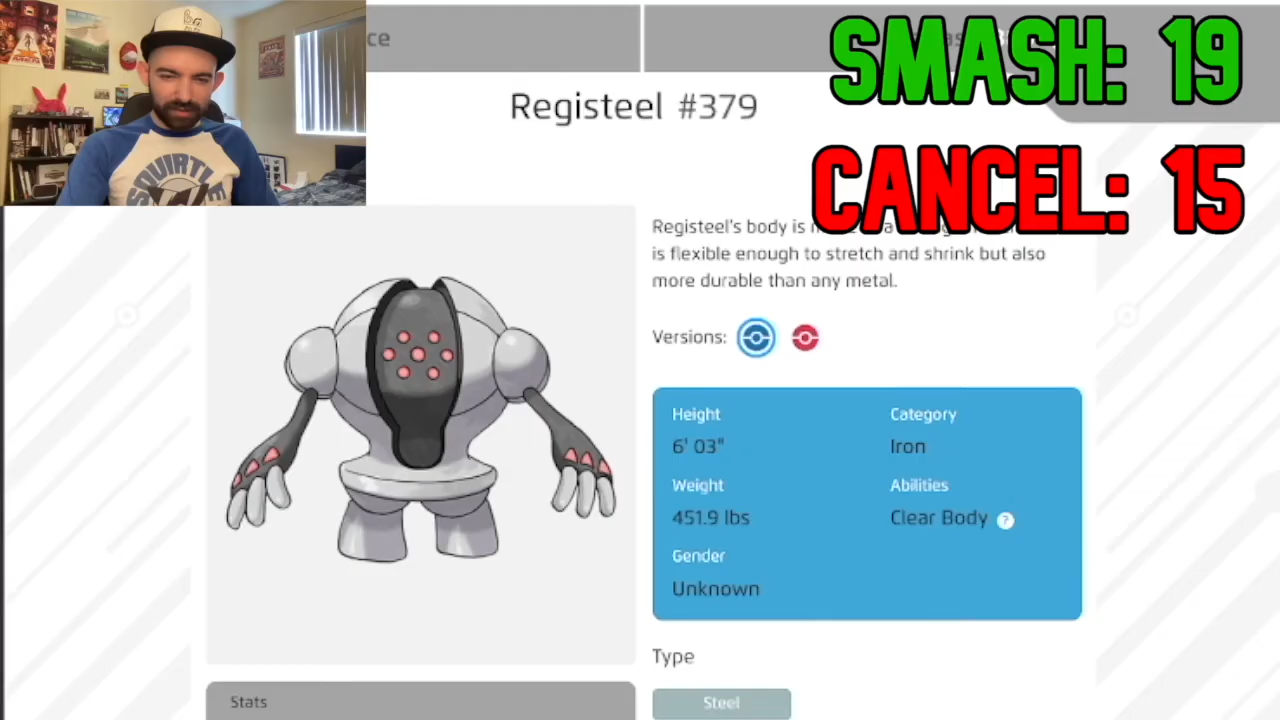 SMASH: 19
CANCEL: 15
ce
Registeel #379
SQUIRTLE
Registeel's body is
is flexible enough to stretch and shrink but also
more durable than any metal.
Versions:
Height
6' 03"
Category
Iron
Weight
451.9 lbs
Abilities
Clear Body ?
Gender
Unknown
Type
Steel
Stats